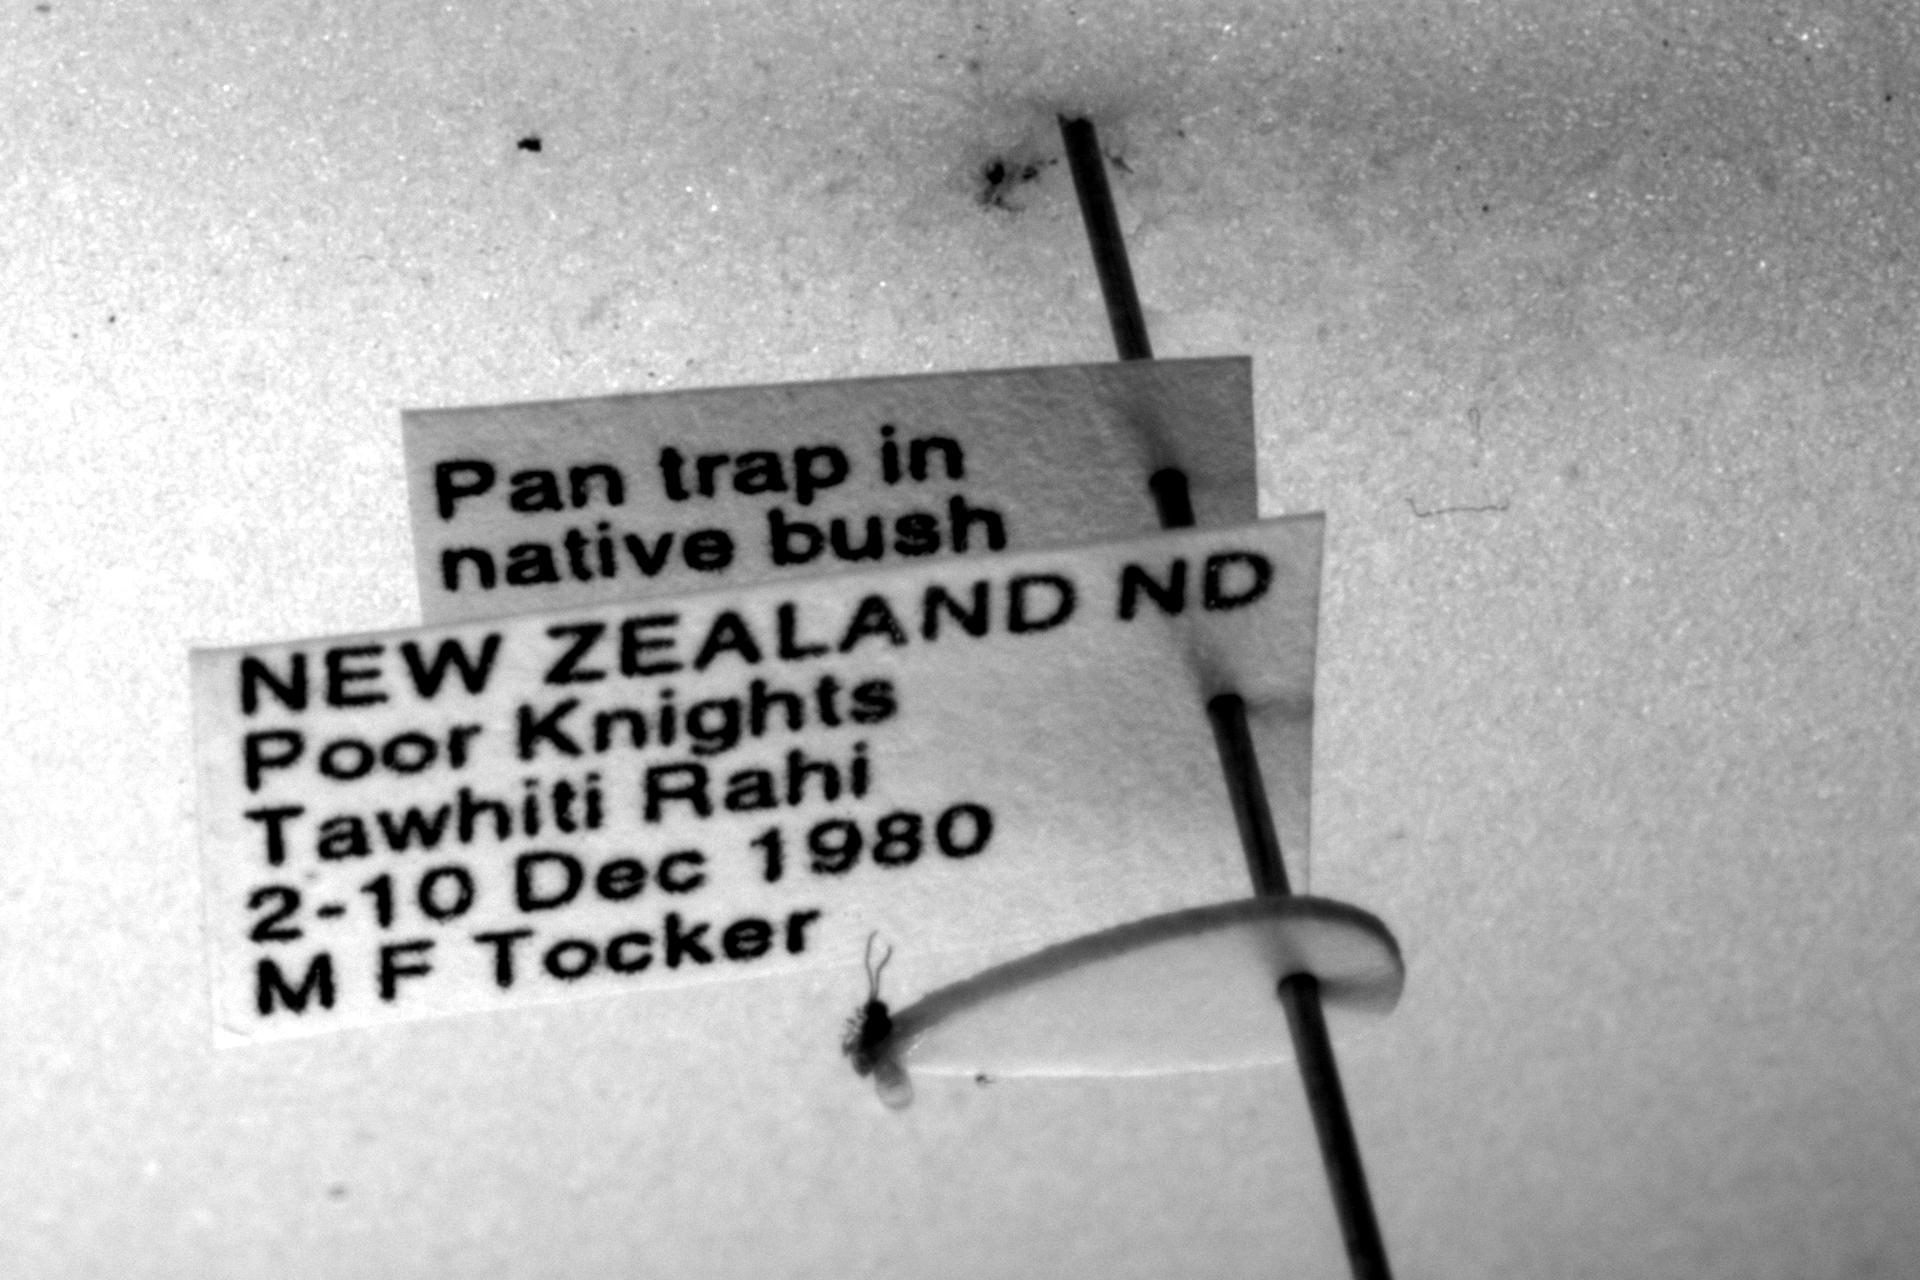 Pan trap in
native bush
NEW ZEALAND ND
Poor Knights
Tawhiti Rahi
2-10 Dec 1980
M F Tocker